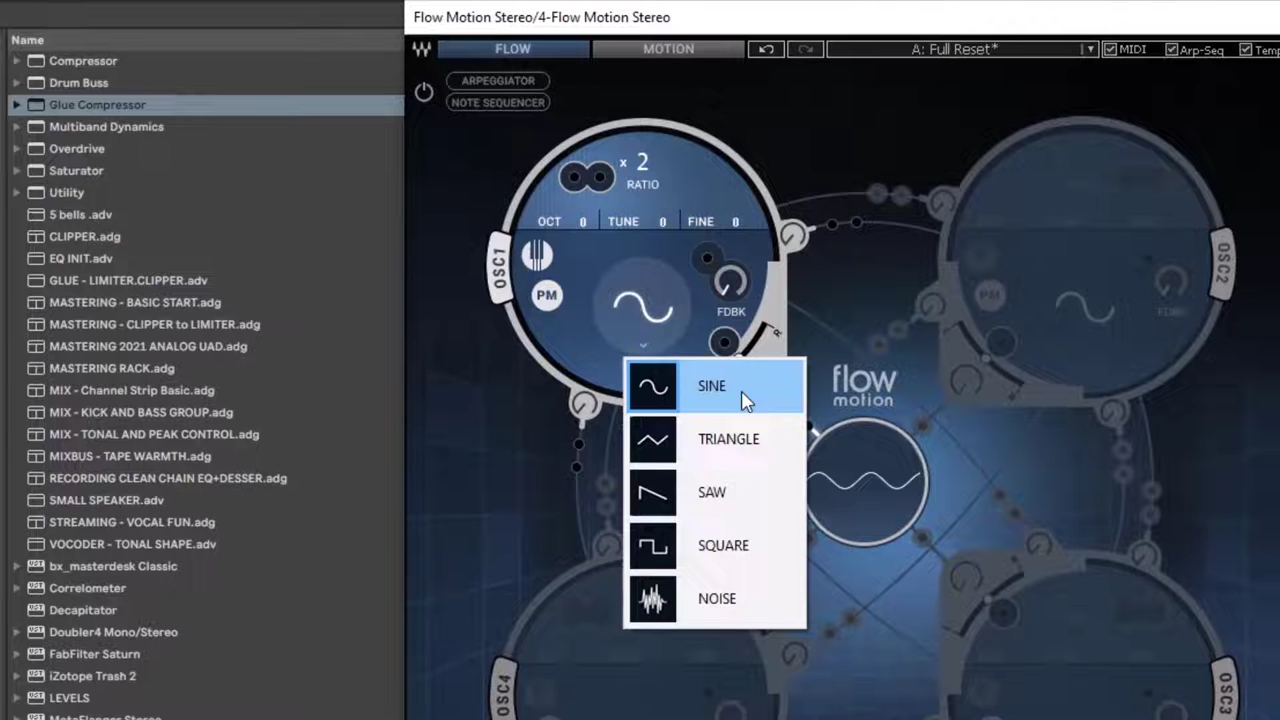 Flow Motion Stereo/4-Flow Motion Stereo
Name
Compressor
Drum Buss
Glue Compressor
Multiband Dynamics
Overdrive
Saturator
Utility
5 bells .adv
CLIPPER.adg
EQ INIT.adv
GLUE - LIMITER.CLIPPER.adv
MASTERING - BASIC START.adg
MASTERING - CLIPPER to LIMITER.adg
MASTERING 2021 ANALOG UAD.adg
MASTERING RACK.adg
MIX - Channel Strip Basic.adg
MIX - KICK AND BASS GROUP.adg
MIX - TONAL AND PEAK CONTROL.adg
MIXBUS - TAPE WARMTH.adg
RECORDING CLEAN CHAIN EQ+DESSER.adg
SMALL SPEAKER.adv
STREAMING - VOCAL FUN.adg
VOCODER - TONAL SHAPE.adv
bx_masterdesk Classic
Correlometer
Decapitator
Doubler4 Mono/Stereo
FabFilter Saturn
iZotope Trash 2
LEVELS
MetaFlanger Stereo
FLOW
MOTION
A: Full Reset*
MIDI
Arp-Seq
Temp
ARPEGGIATOR
NOTE SEQUENCER
x 2
RATIO
OCT 0 TUNE 0 FINE 0
OSC1
PM
FDBK
R
SINE
TRIANGLE
SAW
SQUARE
NOISE
flow
motion
PM
FDBK
OSC2
OSC4
OSC3